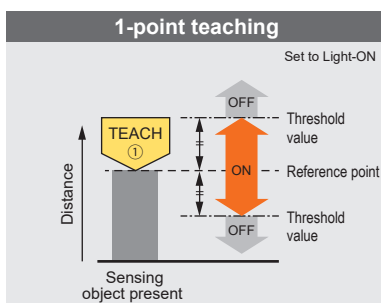 1-point teaching
Set to Light-ON
OFF
TEACH
①
Threshold
value
ON
Reference point
Distance
Threshold
value
OFF
Sensing
object present